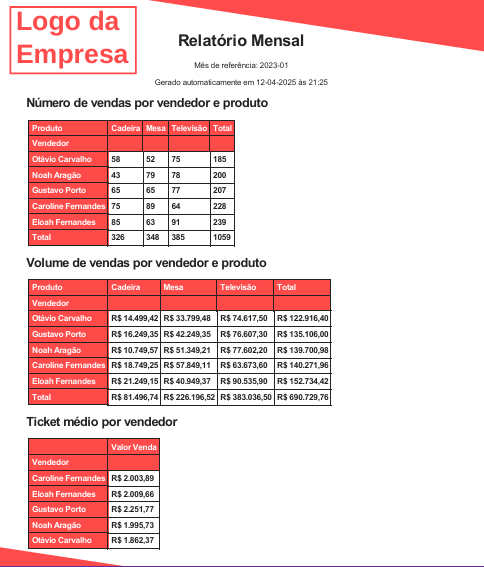 Logo da
Empresa
Relatório Mensal
Mês de referência: 2023-01
Gerado automaticamente em 12-04-2025 às 21:25
Número de vendas por vendedor e produto
Produto Cadeira Mesa Televisão Total
Vendedor
Otávio Carvalho 58 52 75 185
Noah Aragão 43 79 78 200
Gustavo Porto 65 65 77 207
Caroline Fernandes 75 89 64 228
Eloah Fernandes 85 63 91 239
Total 326 348 385 1059
Volume de vendas por vendedor e produto
Produto Cadeira Mesa Televisão Total
Vendedor
Otávio Carvalho R$ 14.499,42 R$ 33.799,48 R$ 74.617,50 R$ 122.916,40
Gustavo Porto R$ 16.249,35 R$ 42.249,35 R$ 76.607,30 R$ 135.106,00
Noah Aragão R$ 10.749,57 R$ 51.349,21 R$ 77.602,20 R$ 139.700,98
Caroline Fernandes R$ 18.749,25 R$ 57.849,11 R$ 63.673,60 R$ 140.271,96
Eloah Fernandes R$ 21.249,15 R$ 40.949,37 R$ 90.535,90 R$ 152.734,42
Total R$ 81.496,74 R$ 226.196,52 R$ 383.036,50 R$ 690.729,76
Ticket médio por vendedor
Valor Venda
Vendedor
Caroline Fernandes R$ 2.003,89
Eloah Fernandes R$ 2.009,66
Gustavo Porto R$ 2.251,77
Noah Aragão R$ 1.995,73
Otávio Carvalho R$ 1.862,37